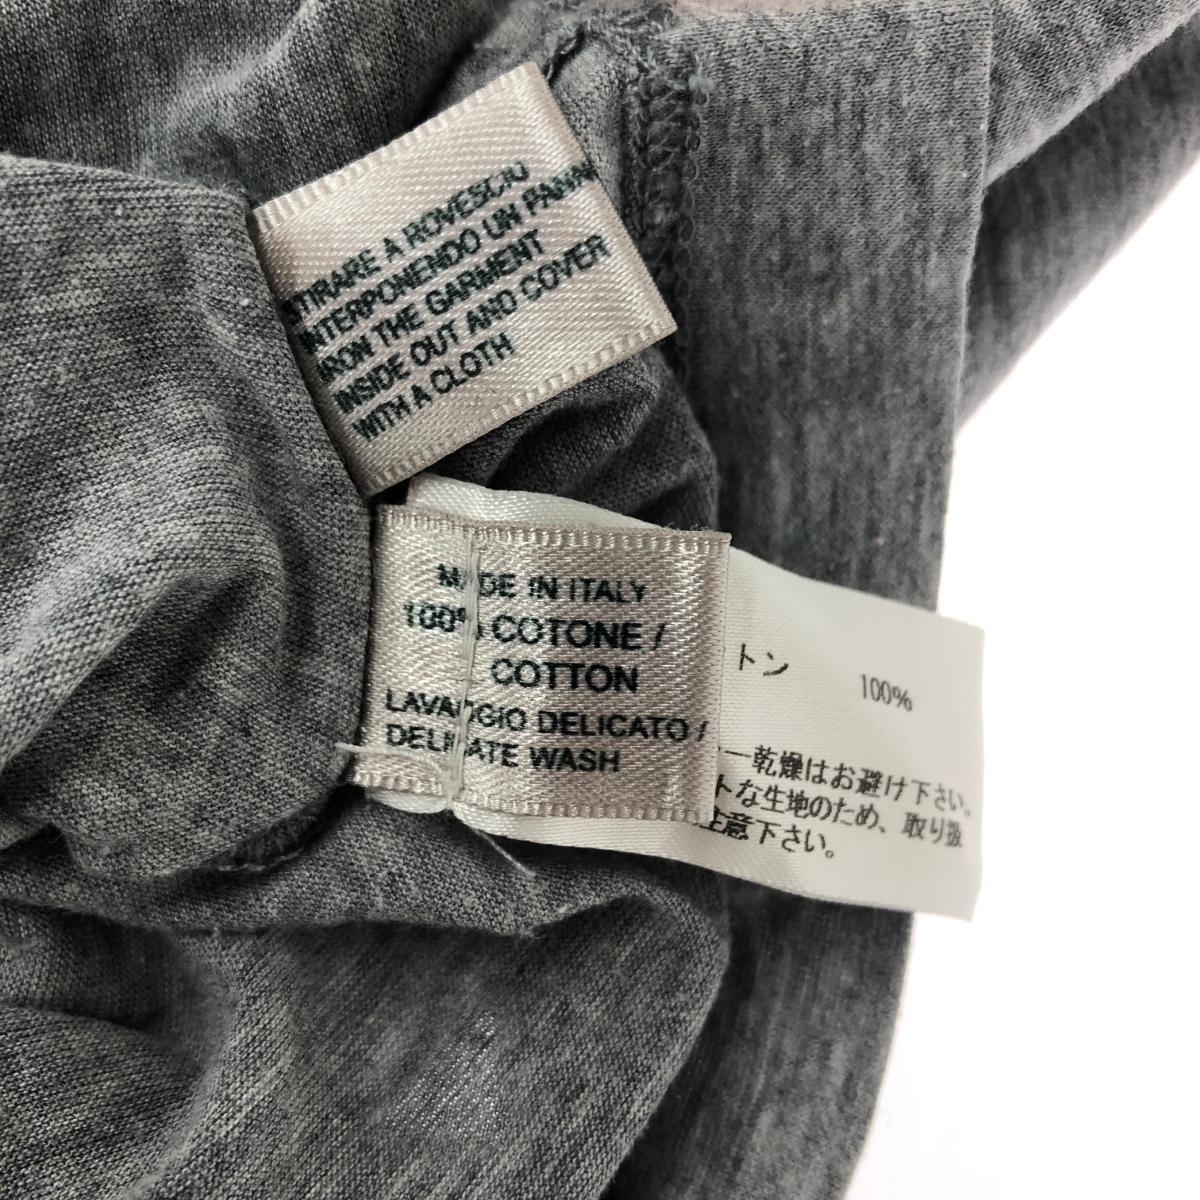 STIRARE A ROVESCIO
INTERPONENDO UN PANNO
IRON THE GARMENT
INSIDE OUT AND COVER
WITH A CLOTH
MADE IN ITALY
100% COTONE /
COTTON
LAVAGGIO DELICATO /
DELICATE WASH
トン 100%
ー乾燥はお避け下さい。
トな生地のため、取り扱
注意下さい。